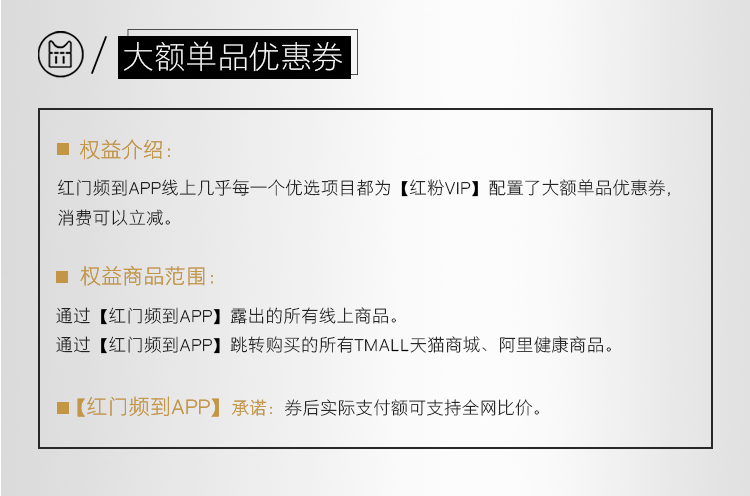 大额单品优惠券
权益介绍：
红门频到APP线上几乎每一个优选项目都为【红粉VIP】配置了大额单品优惠券，
消费可以立减。
权益商品范围：
通过【红门频到APP】露出的所有线上商品。
通过【红门频到APP】跳转购买的所有TMALL天猫商城、阿里健康商品。
【红门频到APP】承诺：券后实际支付额可支持全网比价。